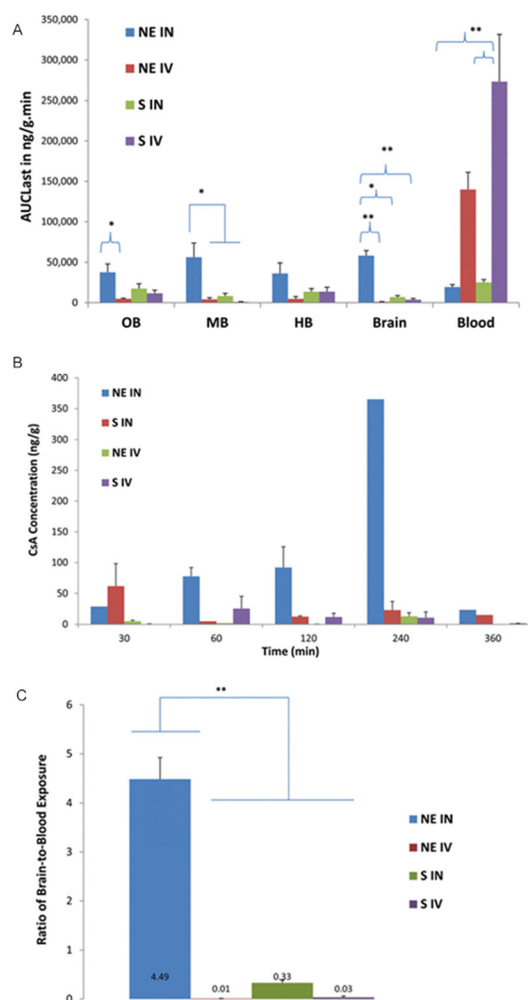 A
AUCLast in ng/g.min
350,000
300,000
250,000
200,000
150,000
100,000
50,000
0
NE IN
NE IV
S IN
S IV
*
*
**
*
**
**
OB MB HB Brain Blood
B
CsA Concentration (ng/g)
400
350
300
250
200
150
100
50
0
NE IN
S IN
NE IV
S IV
30 60 120 240 360
Time (min)
C
Ratio of Brain-to-Blood Exposure
6
5
4
3
2
1
0
**
NE IN
NE IV
S IN
S IV
4.49 0.01 0.33 0.03